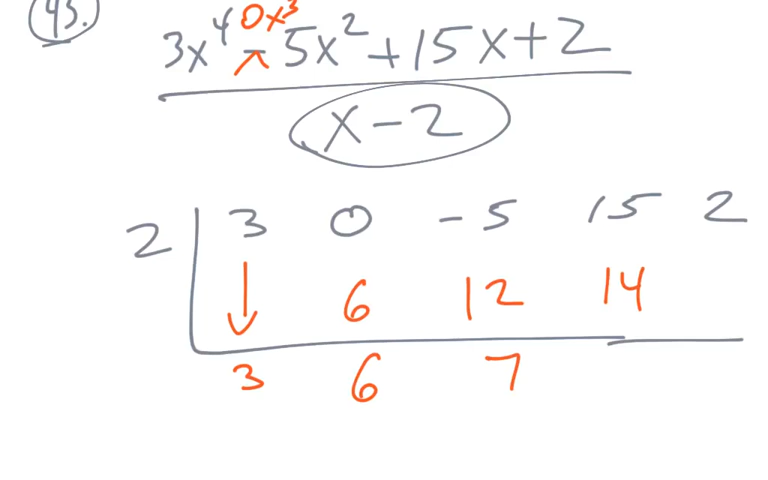 43.
3x⁴ 0x³ - 5x² + 15x + 2
x - 2
2 3 0 - 5 15 2
6 12 14
3 6 7